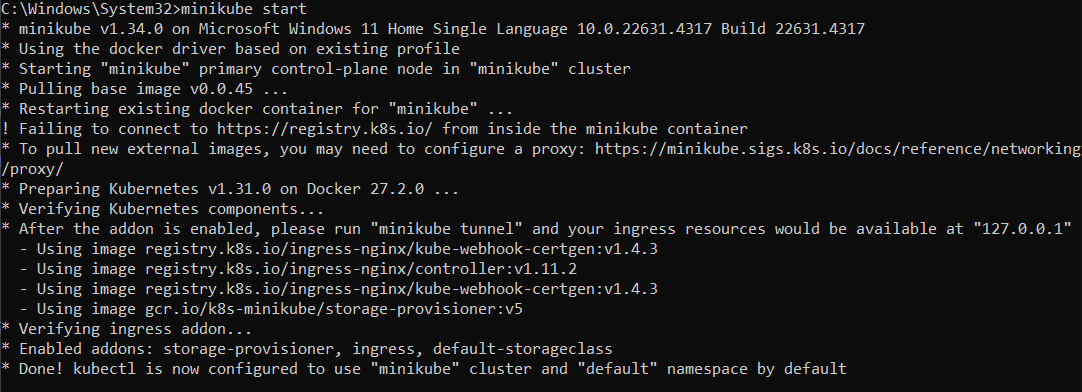 C:\Windows\System32>minikube start
* minikube v1.34.0 on Microsoft Windows 11 Home Single Language 10.0.22631.4317 Build 22631.4317
* Using the docker driver based on existing profile
* Starting "minikube" primary control-plane node in "minikube" cluster
* Pulling base image v0.0.45 ...
* Restarting existing docker container for "minikube" ...
! Failing to connect to https://registry.k8s.io/ from inside the minikube container
* To pull new external images, you may need to configure a proxy: https://minikube.sigs.k8s.io/docs/reference/networking
/proxy/
* Preparing Kubernetes v1.31.0 on Docker 27.2.0 ...
* Verifying Kubernetes components...
* After the addon is enabled, please run "minikube tunnel" and your ingress resources would be available at "127.0.0.1"
  - Using image registry.k8s.io/ingress-nginx/kube-webhook-certgen:v1.4.3
  - Using image registry.k8s.io/ingress-nginx/controller:v1.11.2
  - Using image registry.k8s.io/ingress-nginx/kube-webhook-certgen:v1.4.3
  - Using image gcr.io/k8s-minikube/storage-provisioner:v5
* Verifying ingress addon...
* Enabled addons: storage-provisioner, ingress, default-storageclass
* Done! kubectl is now configured to use "minikube" cluster and "default" namespace by default